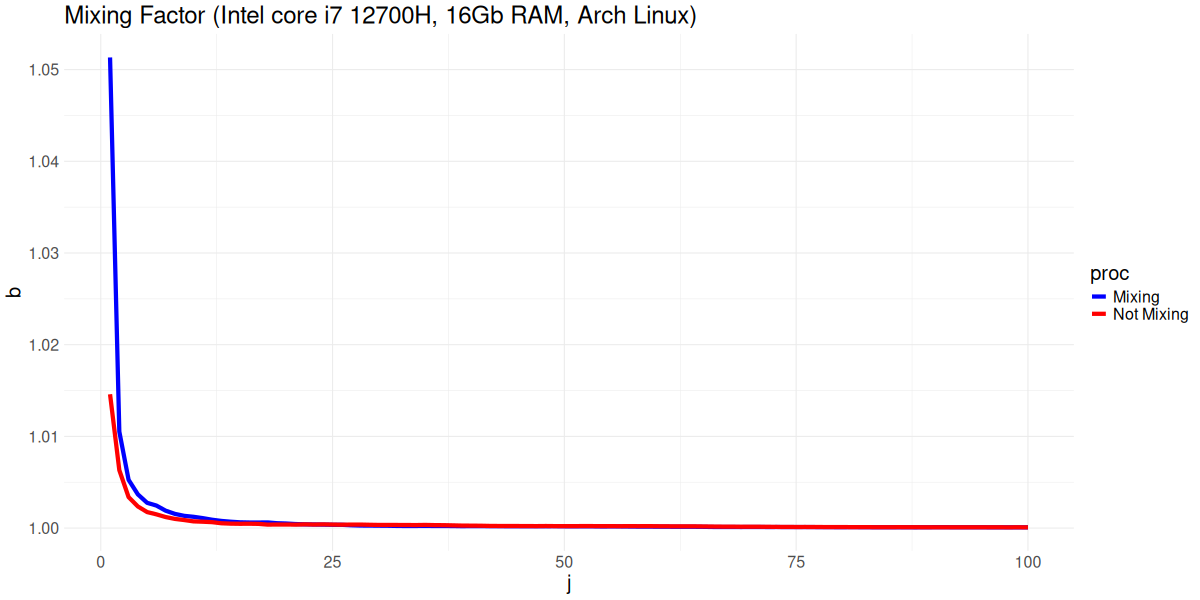 Mixing Factor (Intel core i7 12700H, 16Gb RAM, Arch Linux)
1.05
1.04
1.03
1.02
1.01
1.00
b
0 25 50 75 100
j
proc
Mixing
Not Mixing